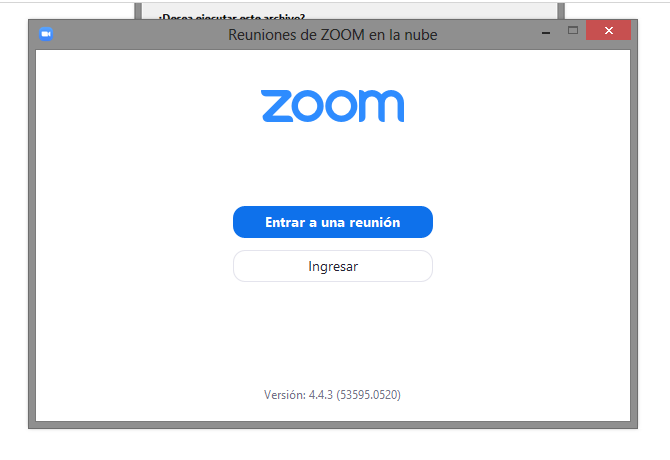 ¿Desea ejecutar este archivo?
Reuniones de ZOOM en la nube
zoom
Entrar a una reunión
Ingresar
Versión: 4.4.3 (53595.0520)